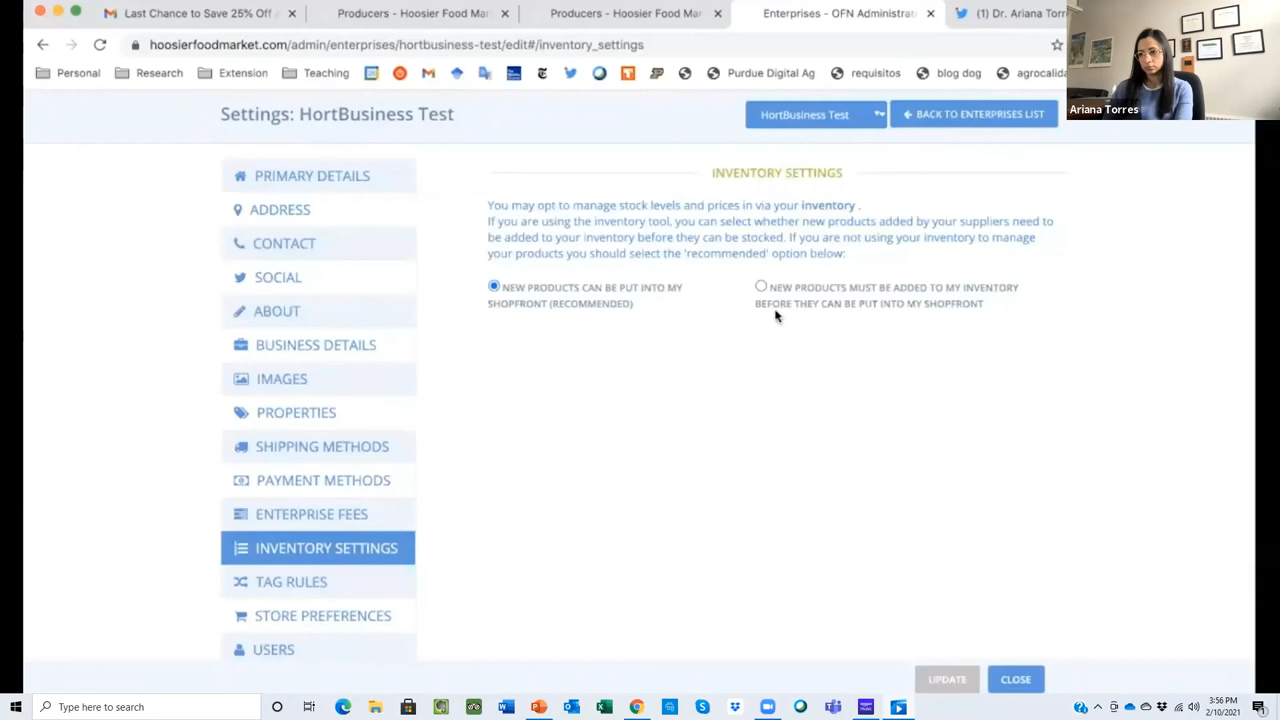 Last Chance to Save 25% Off A
Producers - Hoosier Food Mar
Producers - Hoosier Food Mar
Enterprises - OFN Administrat
(1) Dr. Ariana Torr
hoosierfoodmarket.com/admin/enterprises/hortbusiness-test/edit#/inventory_settings
Personal
Research
Extension
Teaching
Purdue Digital Ag
requisitos
blog dog
agrocalida
Ariana Torres
Settings: HortBusiness Test
HortBusiness Test
BACK TO ENTERPRISES LIST
PRIMARY DETAILS
ADDRESS
CONTACT
SOCIAL
ABOUT
BUSINESS DETAILS
IMAGES
PROPERTIES
SHIPPING METHODS
PAYMENT METHODS
ENTERPRISE FEES
INVENTORY SETTINGS
TAG RULES
STORE PREFERENCES
USERS
INVENTORY SETTINGS
You may opt to manage stock levels and prices in via your inventory .
If you are using the inventory tool, you can select whether new products added by your suppliers need to
be added to your inventory before they can be stocked. If you are not using your inventory to manage
your products you should select the 'recommended' option below:
NEW PRODUCTS CAN BE PUT INTO MY
SHOPFRONT (RECOMMENDED)
NEW PRODUCTS MUST BE ADDED TO MY INVENTORY
BEFORE THEY CAN BE PUT INTO MY SHOPFRONT
UPDATE
CLOSE
Type here to search
3:56 PM
2/10/2021